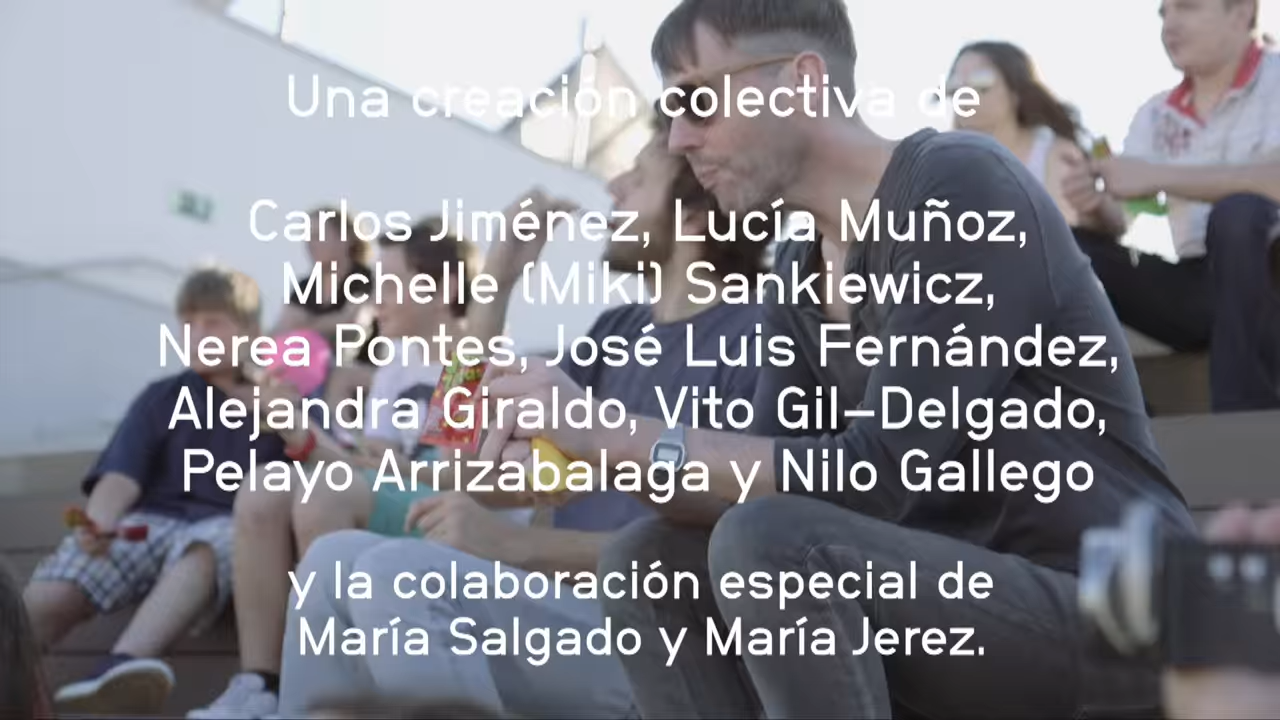 Una creación colectiva de
Carlos Jiménez, Lucía Muñoz,
Michelle (Miki) Sankiewicz,
Nerea Pontes, José Luis Fernández,
Alejandra Giraldo, Vito Gil-Delgado,
Pelayo Arrizabalaga y Nilo Gallego
y la colaboración especial de
María Salgado y María Jerez.